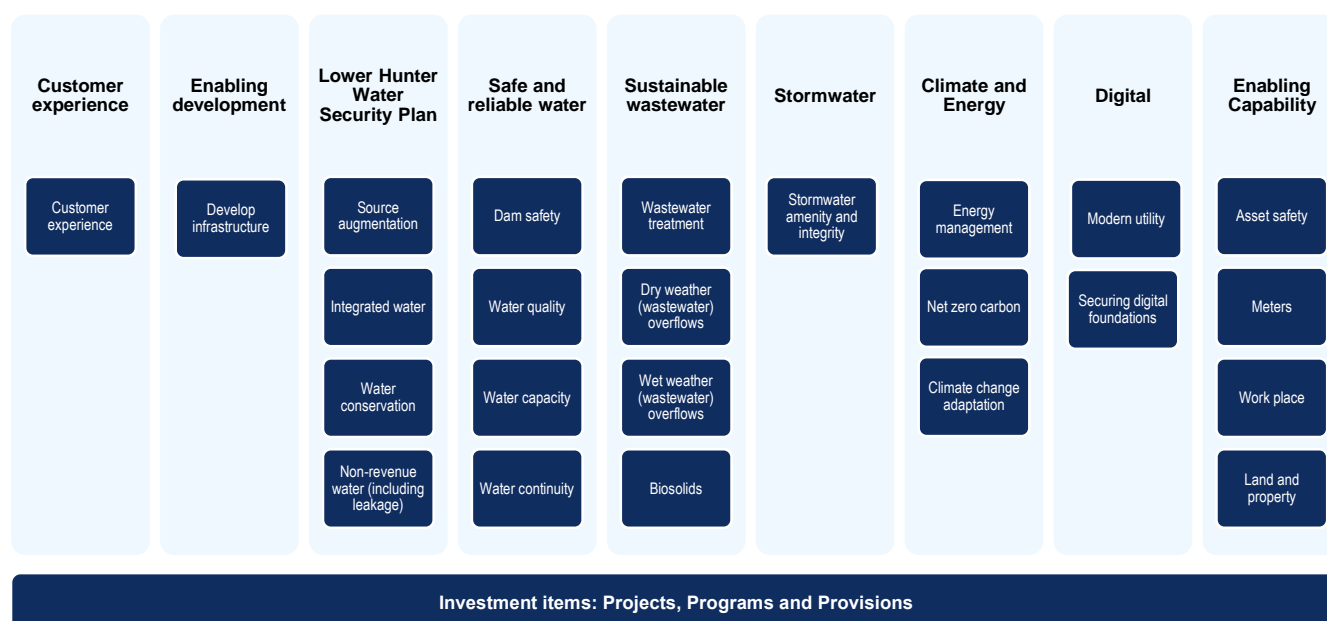 Customer
experience
Enabling
development
Lower Hunter
Water
Security Plan
Safe and
reliable water
Sustainable
wastewater
Stormwater
Climate and
Energy
Digital
Enabling
Capability
Customer
experience
Develop
infrastructure
Source
augmentation
Integrated water
Water
conservation
Non-revenue
water (including
leakage)
Dam safety
Water quality
Water capacity
Water continuity
Wastewater
treatment
Dry weather
(wastewater)
overflows
Wet weather
(wastewater)
overflows
Biosolids
Stormwater
amenity and
integrity
Energy
management
Net zero carbon
Climate change
adaptation
Modern utility
Securing digital
foundations
Asset safety
Meters
Work place
Land and
property
Investment items: Projects, Programs and Provisions